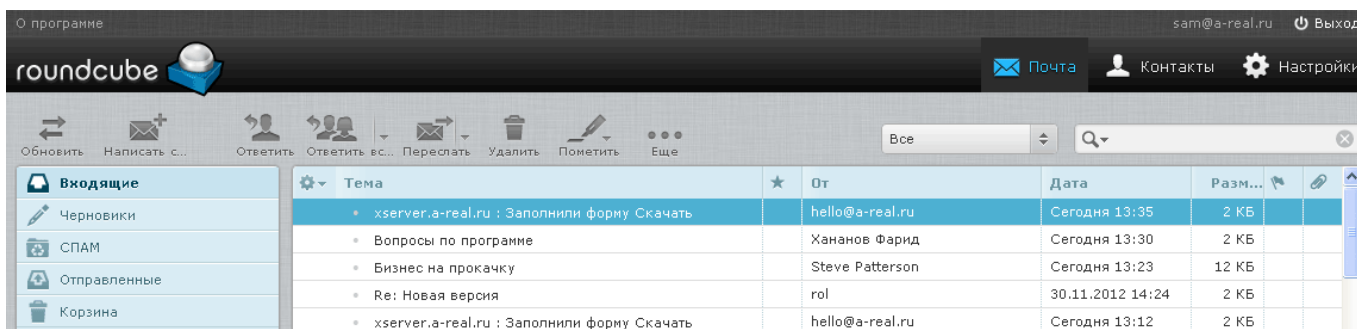 О программе sam@a-real.ru Выход
roundcube Почта Контакты Настройки
Обновить Написать с... Ответить Ответить вс... Переслать Удалить Пометить Еще Все
Входящие Тема От Дата Разм...
xserver.a-real.ru : Заполнили форму Скачать hello@a-real.ru Сегодня 13:35 2 КБ
Черновики
Вопросы по программе Хананов Фарид Сегодня 13:30 2 КБ
СПАМ
Бизнес на прокачку Steve Patterson Сегодня 13:23 12 КБ
Отправленные
Re: Новая версия rol 30.11.2012 14:24 2 КБ
Корзина
xserver.a-real.ru : Заполнили форму Скачать hello@a-real.ru Сегодня 13:12 2 КБ